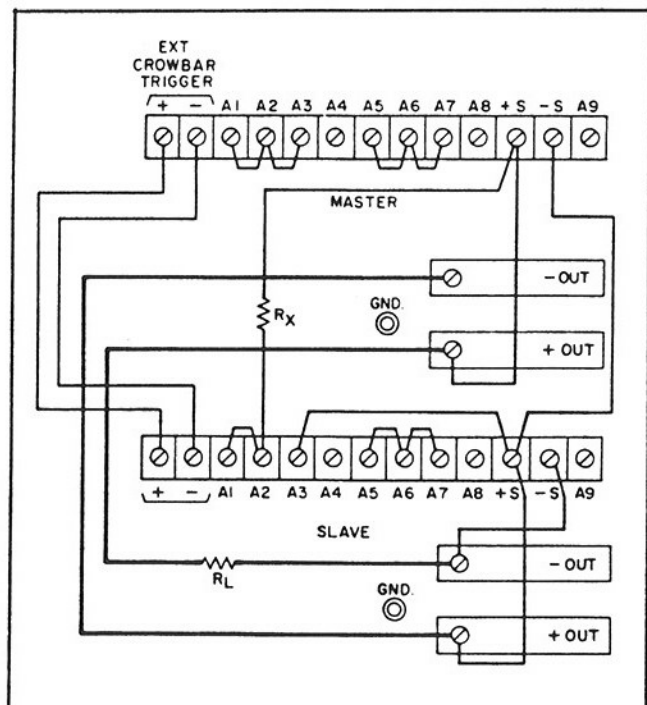 EXT
CROWBAR
TRIGGER
+ - A1 A2 A3 A4 A5 A6 A7 A8 +S -S A9
MASTER
- OUT
GND.
RX
+ OUT
+ - A1 A2 A3 A4 A5 A6 A7 A8 +S -S A9
SLAVE
- OUT
RL
GND.
+ OUT